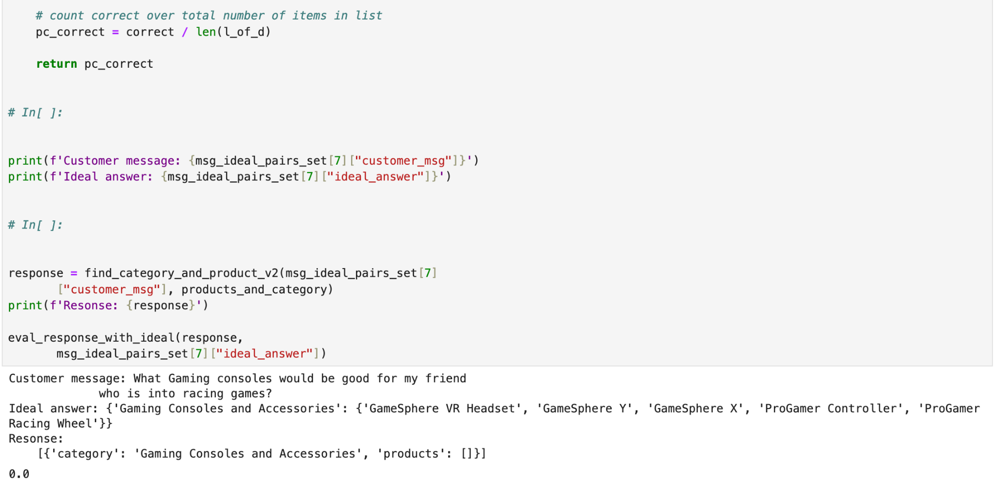 # count correct over total number of items in list
pc_correct = correct / len(l_of_d)
return pc_correct
# In[ ]:
print(f'Customer message: {msg_ideal_pairs_set[7]["customer_msg"]}')
print(f'Ideal answer: {msg_ideal_pairs_set[7]["ideal_answer"]}')
# In[ ]:
response = find_category_and_product_v2(msg_ideal_pairs_set[7]
["customer_msg"], products_and_category)
print(f'Resonse: {response}')
eval_response_with_ideal(response,
msg_ideal_pairs_set[7]["ideal_answer"])
Customer message: What Gaming consoles would be good for my friend
who is into racing games?
Ideal answer: {'Gaming Consoles and Accessories': {'GameSphere VR Headset', 'GameSphere Y', 'GameSphere X', 'ProGamer Controller', 'ProGamer
Racing Wheel'}}
Resonse:
[{'category': 'Gaming Consoles and Accessories', 'products': []}]
0.0